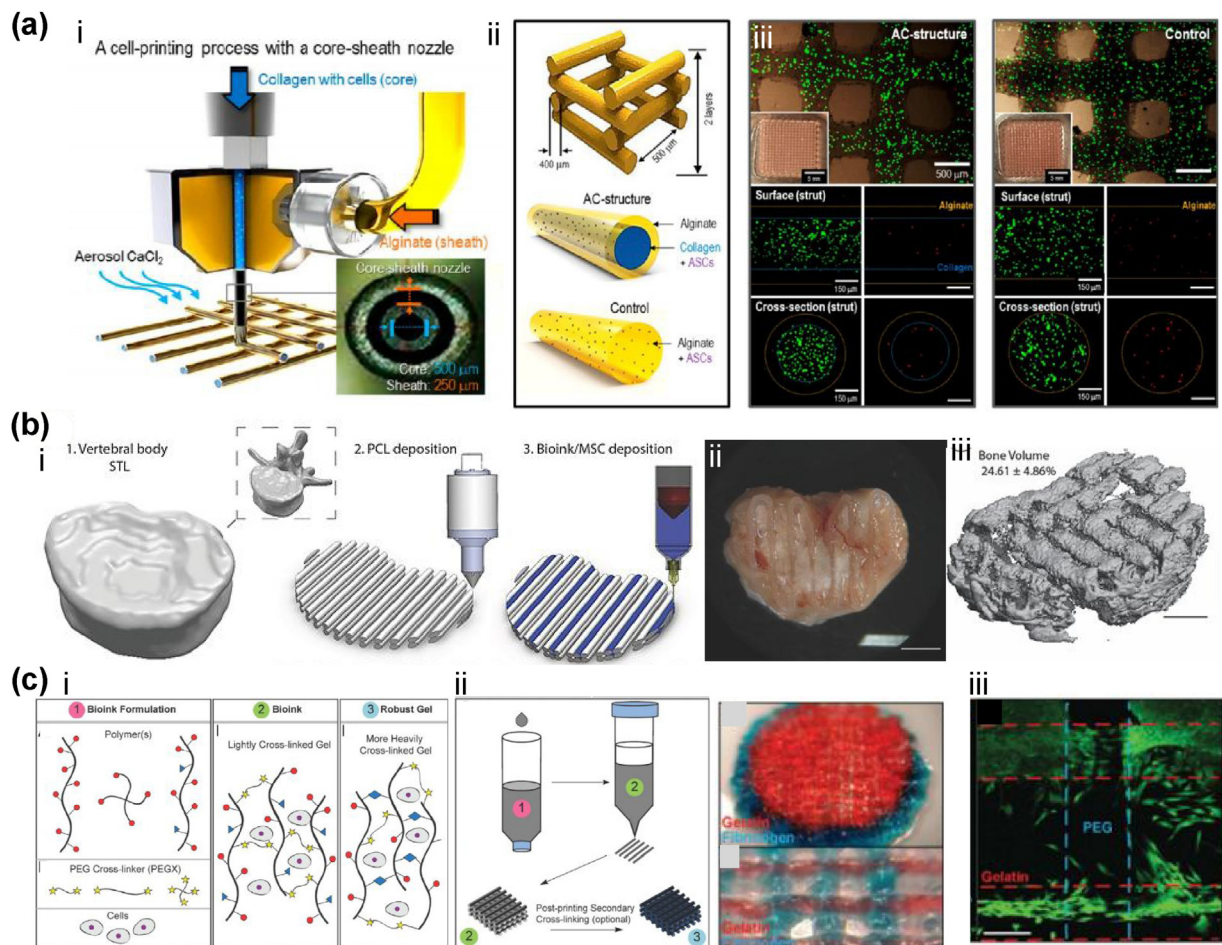 (a)
i
A cell-printing process with a core-sheath nozzle
Collagen with cells (core)
Alginate (sheath)
Aerosol CaCl2
Core-sheath nozzle
Core: 500 µm
Sheath: 250 µm
ii
2 layers
400 µm
500 µm
AC-structure
Alginate
Collagen
+ ASCs
Control
Alginate
+ ASCs
iii
AC-structure
5 mm
500 µm
Surface (strut)
Alginate
Collagen
150 µm
Cross-section (strut)
150 µm
Control
5 mm
Surface (strut)
Alginate
150 µm
Cross-section (strut)
150 µm
(b)
i
1. Vertebral body
STL
2. PCL deposition
3. Bioink/MSC deposition
ii
iii
Bone Volume
24.61 ± 4.86%
(c)
i
1 Bioink Formulation
Polymer(s)
PEG Cross-linker (PEGX)
Cells
2 Bioink
Lightly Cross-linked Gel
3 Robust Gel
More Heavily
Cross-linked Gel
ii
1
2
2
Post-printing Secondary
Cross-linking (optional)
3
Gelatin
Fibrinogen
Gelatin
iii
PEG
Gelatin